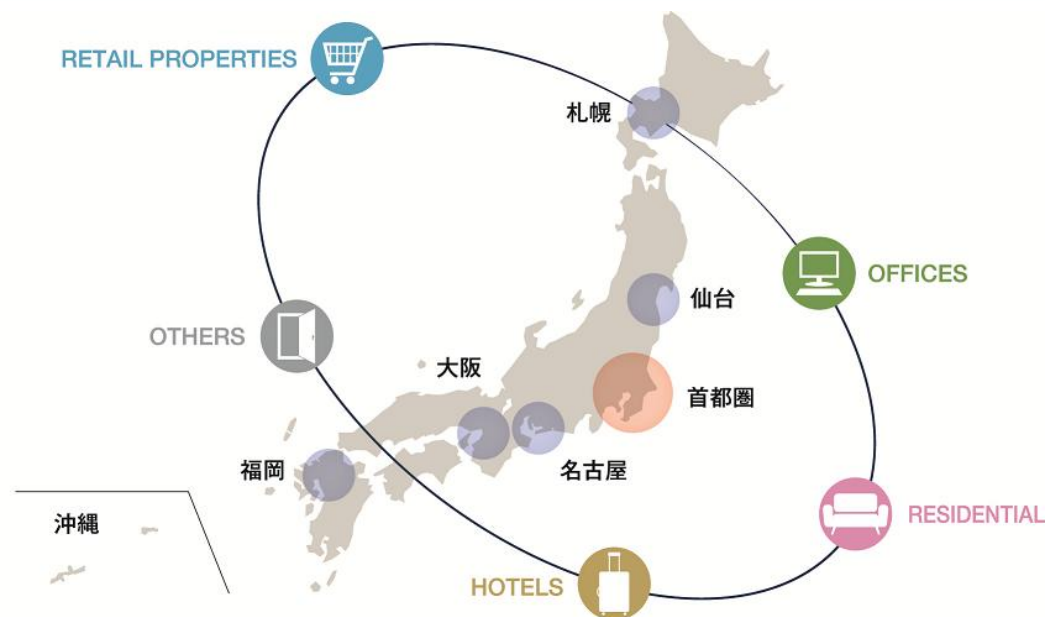 RETAIL PROPERTIES
札幌
OFFICES
仙台
OTHERS
大阪
首都圏
福岡
名古屋
沖縄
RESIDENTIAL
HOTELS